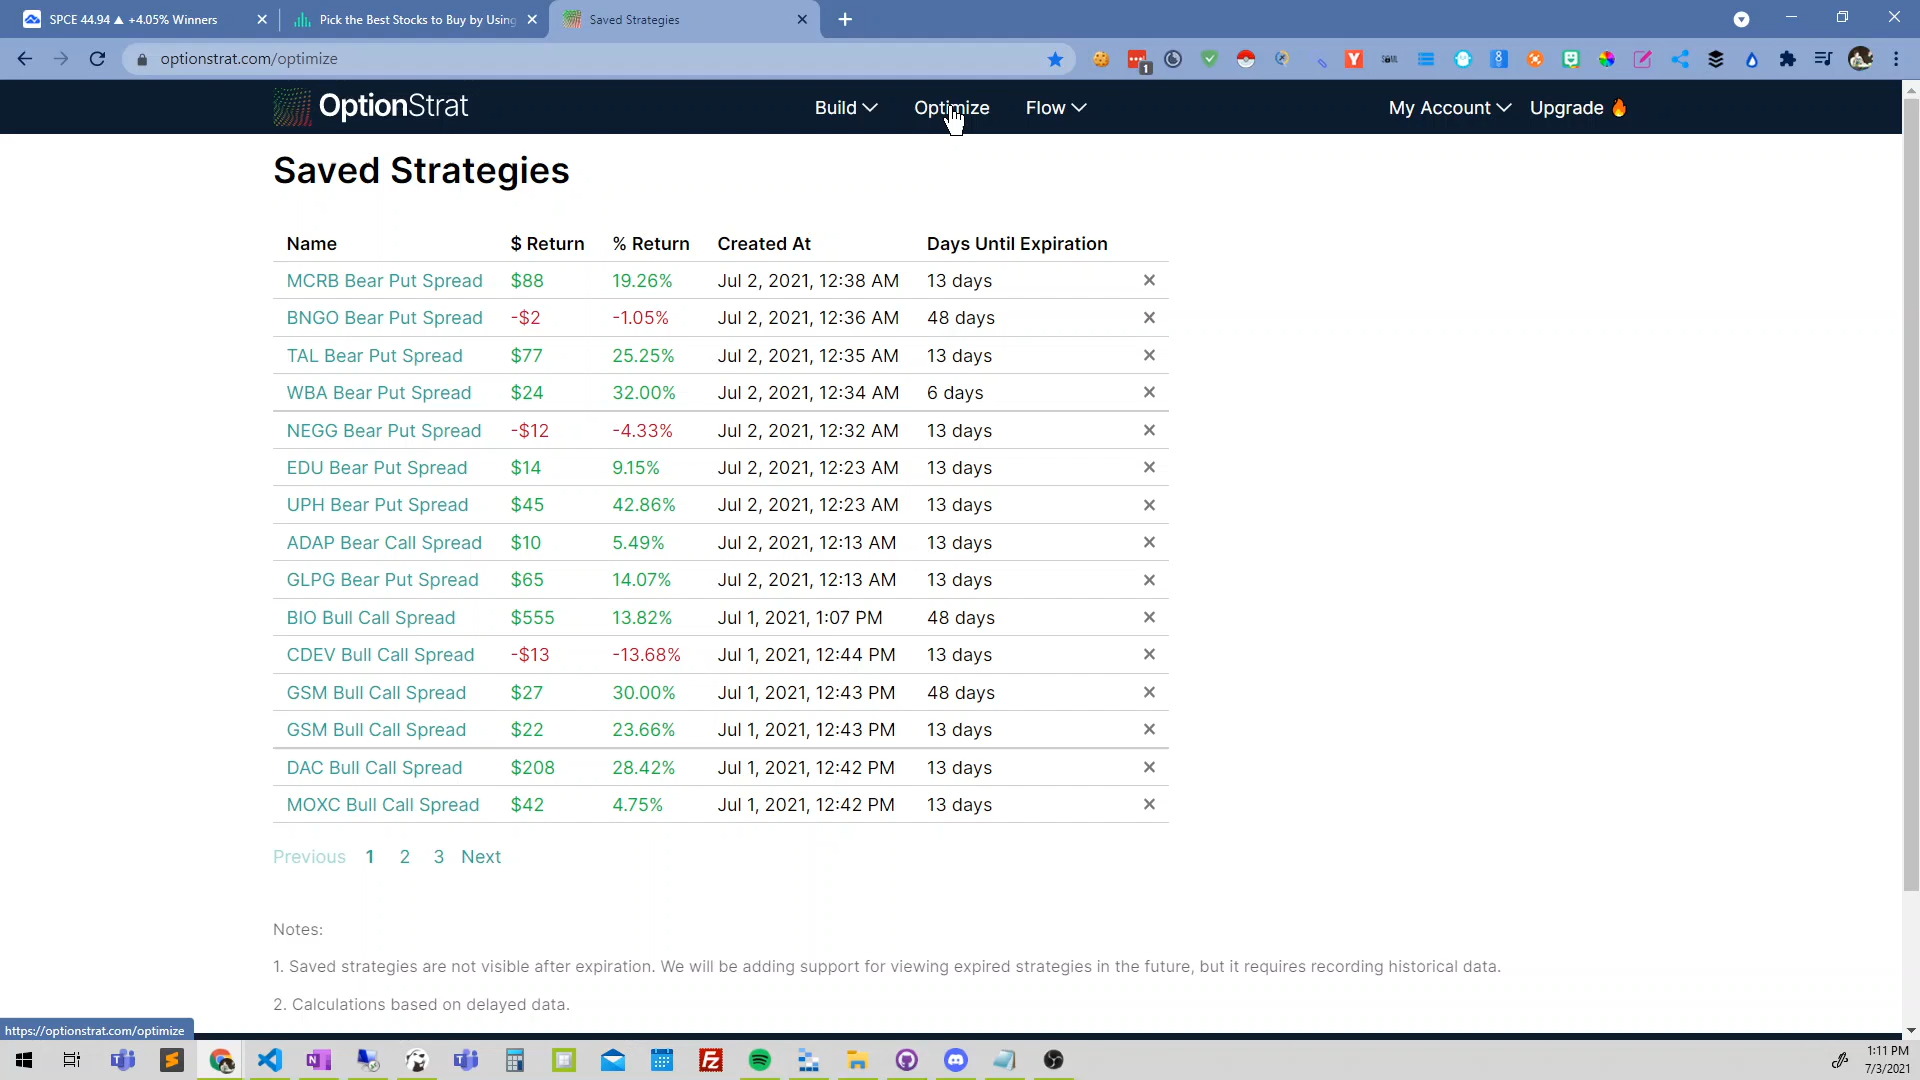 SPCE 44.94 ▲ +4.05% Winners
Pick the Best Stocks to Buy by Using
Saved Strategies
optionstrat.com/optimize
1
OptionStrat
Build
Optimize
Flow
My Account
Upgrade
Saved Strategies
Name $ Return % Return Created At Days Until Expiration
MCRB Bear Put Spread $88 19.26% Jul 2, 2021, 12:38 AM 13 days
BNGO Bear Put Spread -$2 -1.05% Jul 2, 2021, 12:36 AM 48 days
TAL Bear Put Spread $77 25.25% Jul 2, 2021, 12:35 AM 13 days
WBA Bear Put Spread $24 32.00% Jul 2, 2021, 12:34 AM 6 days
NEGG Bear Put Spread -$12 -4.33% Jul 2, 2021, 12:32 AM 13 days
EDU Bear Put Spread $14 9.15% Jul 2, 2021, 12:23 AM 13 days
UPH Bear Put Spread $45 42.86% Jul 2, 2021, 12:23 AM 13 days
ADAP Bear Call Spread $10 5.49% Jul 2, 2021, 12:13 AM 13 days
GLPG Bear Put Spread $65 14.07% Jul 2, 2021, 12:13 AM 13 days
BIO Bull Call Spread $555 13.82% Jul 1, 2021, 1:07 PM 48 days
CDEV Bull Call Spread -$13 -13.68% Jul 1, 2021, 12:44 PM 13 days
GSM Bull Call Spread $27 30.00% Jul 1, 2021, 12:43 PM 48 days
GSM Bull Call Spread $22 23.66% Jul 1, 2021, 12:43 PM 13 days
DAC Bull Call Spread $208 28.42% Jul 1, 2021, 12:42 PM 13 days
MOXC Bull Call Spread $42 4.75% Jul 1, 2021, 12:42 PM 13 days
Previous 1 2 3 Next
Notes:
1. Saved strategies are not visible after expiration. We will be adding support for viewing expired strategies in the future, but it requires recording historical data.
2. Calculations based on delayed data.
https://optionstrat.com/optimize
1:11 PM
7/3/2021